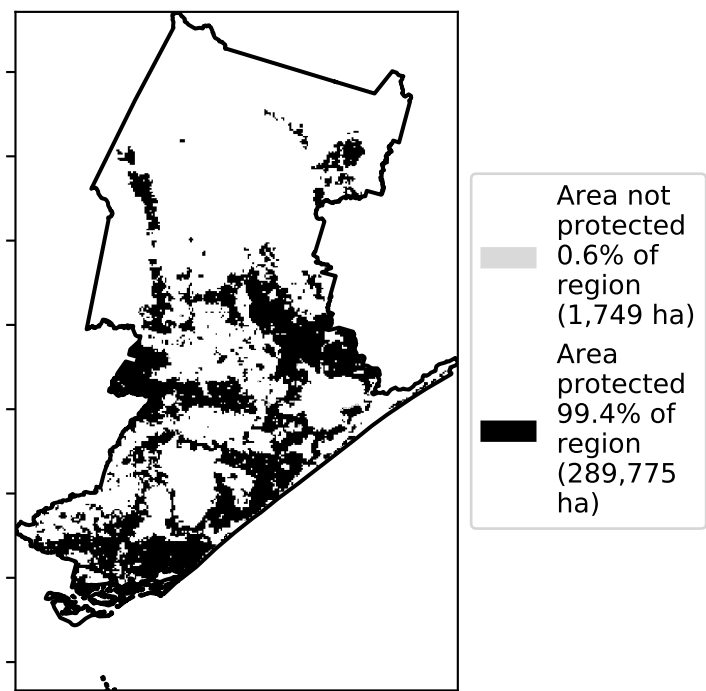 Area not
protected
0.6% of
region
(1,749 ha)
Area
protected
99.4% of
region
(289,775
ha)